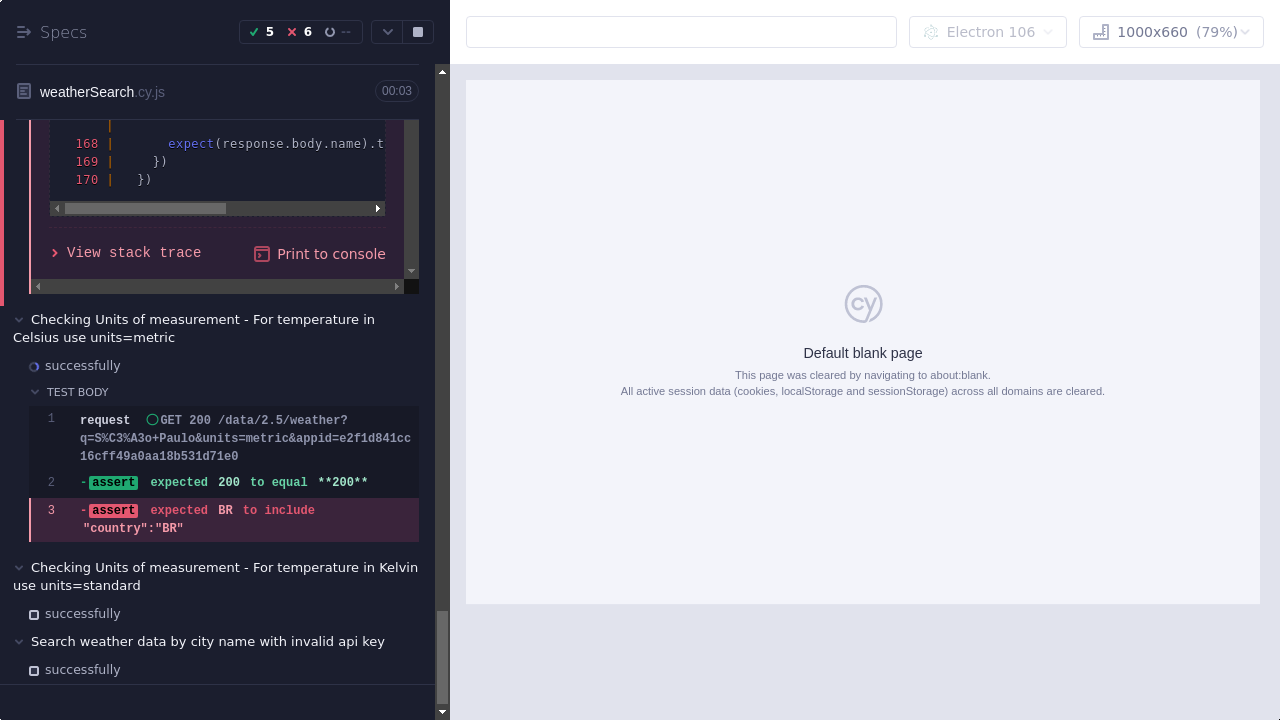 Specs
5 6 --
Electron 106
1000x660 (79%)
weatherSearch.cy.js
00:03
|
168 | expect(response.body.name).t
169 | })
170 | })
View stack trace
Print to console
Checking Units of measurement - For temperature in
Celsius use units=metric
successfully
TEST BODY
1 request GET 200 /data/2.5/weather?
q=S%C3%A3o+Paulo&units=metric&appid=e2f1d841cc
16cff49a0aa18b531d71e0
2 -assert expected 200 to equal **200**
3 -assert expected BR to include
"country":"BR"
Checking Units of measurement - For temperature in Kelvin
use units=standard
successfully
Search weather data by city name with invalid api key
successfully
cy
Default blank page
This page was cleared by navigating to about:blank.
All active session data (cookies, localStorage and sessionStorage) across all domains are cleared.